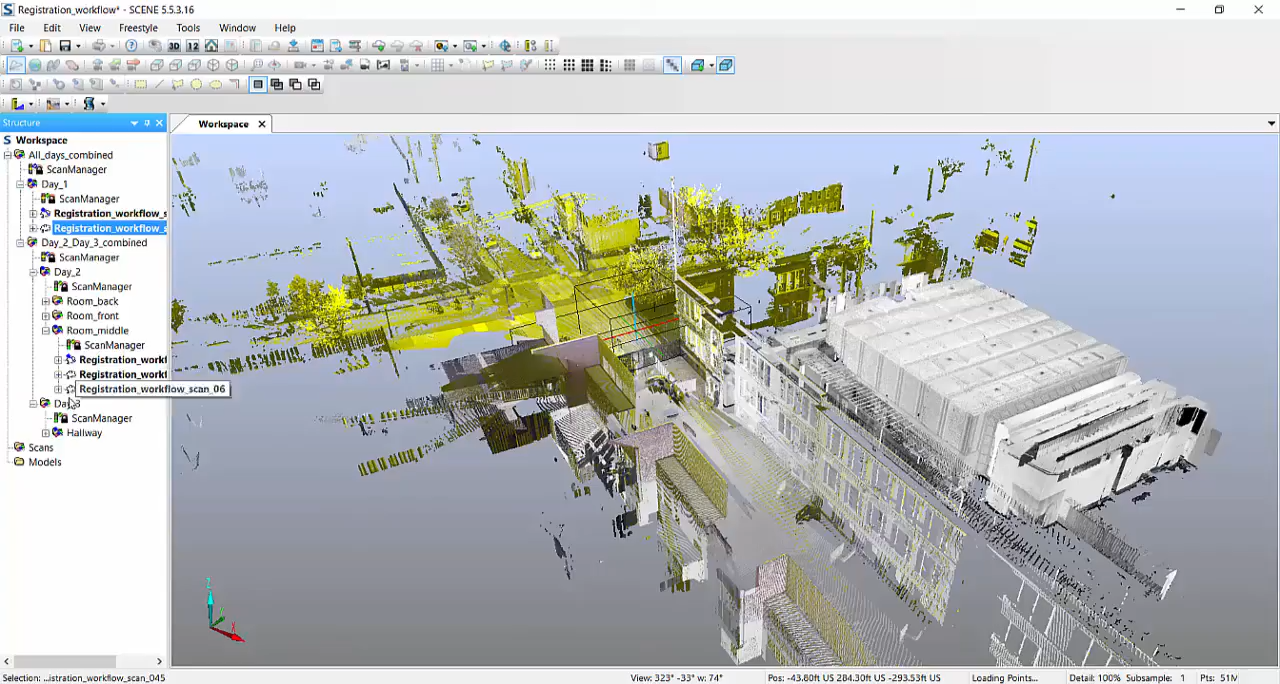 Registration_workflow* - SCENE 5.5.3.16
File Edit View Freestyle Tools Window Help
3D 12
Structure
Workspace
Workspace
All_days_combined
ScanManager
Day_1
ScanManager
Registration_workflow_s
Registration_workflow_s
Day_2_Day_3_combined
ScanManager
Day_2
ScanManager
Room_back
Room_front
Room_middle
ScanManager
Registration_workf
Registration_workf
Registration_workflow_scan_06
ScanManager
Hallway
Scans
Models
Z
X
Selection: ...istration_workflow_scan_045 View: 323° -33° w: 74° Pos: -43.80ft US 284.30ft US -293.53ft US Loading Points... Detail: 100% Subsample: 1 Pts: 51M